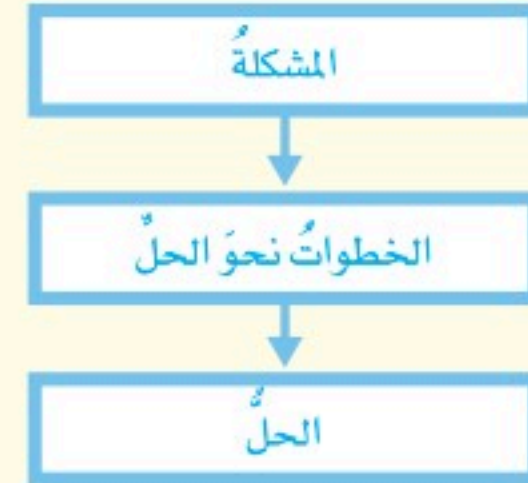 المشكلةُ
الخطواتُ نحوَ الحلِّ
الحلُّ